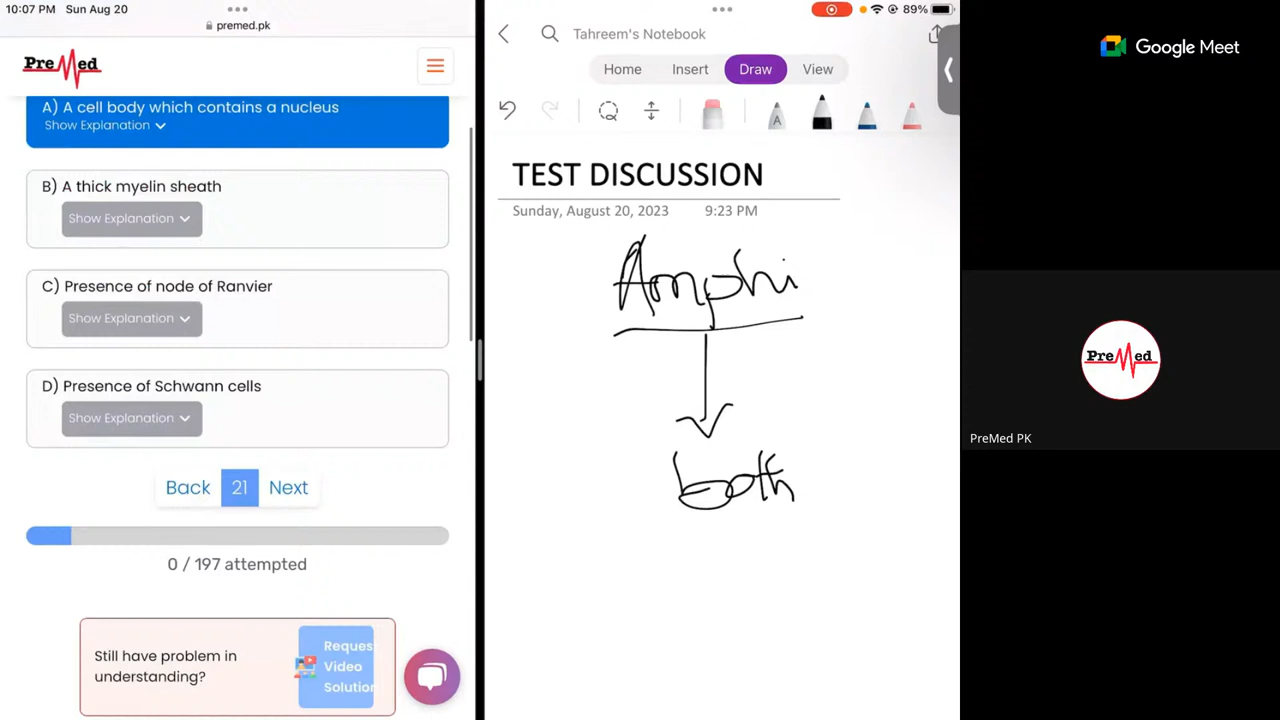 10:07 PM Sun Aug 20
premed.pk
PreMed
A) A cell body which contains a nucleus
Show Explanation
B) A thick myelin sheath
Show Explanation
C) Presence of node of Ranvier
Show Explanation
D) Presence of Schwann cells
Show Explanation
Back 21 Next
0 / 197 attempted
Still have problem in
understanding?
Reques
Video
Solution
89%
Tahreem's Notebook
Home Insert Draw View
A
TEST DISCUSSION
Sunday, August 20, 2023 9:23 PM
Amphi
both
Google Meet
PreMed
PreMed PK